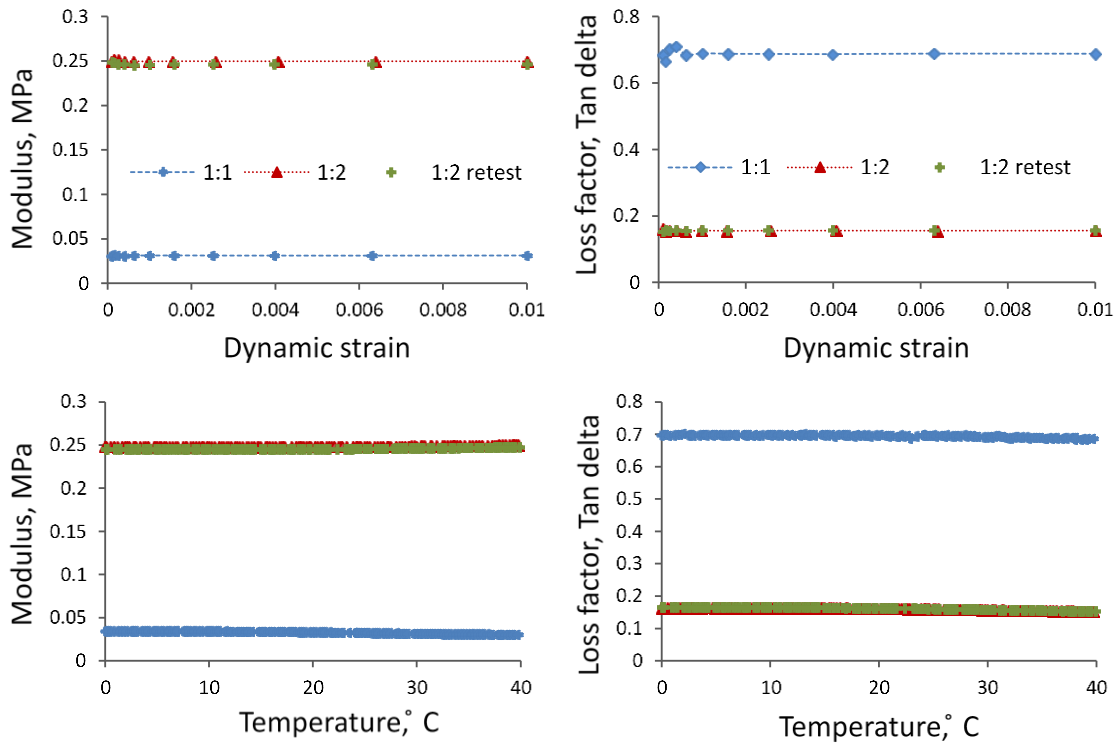 Modulus, MPa
0.3
0.25
0.2
0.15
0.1
0.05
0
1:1 1:2 1:2 retest
0 0.002 0.004 0.006 0.008 0.01
Dynamic strain
Loss factor, Tan delta
0.8
0.6
0.4
0.2
0
1:1 1:2 1:2 retest
0 0.002 0.004 0.006 0.008 0.01
Dynamic strain
Modulus, MPa
0.3
0.25
0.2
0.15
0.1
0.05
0
0 10 20 30 40
Temperature,° C
Loss factor, Tan delta
0.8
0.7
0.6
0.5
0.4
0.3
0.2
0.1
0
0 10 20 30 40
Temperature,° C